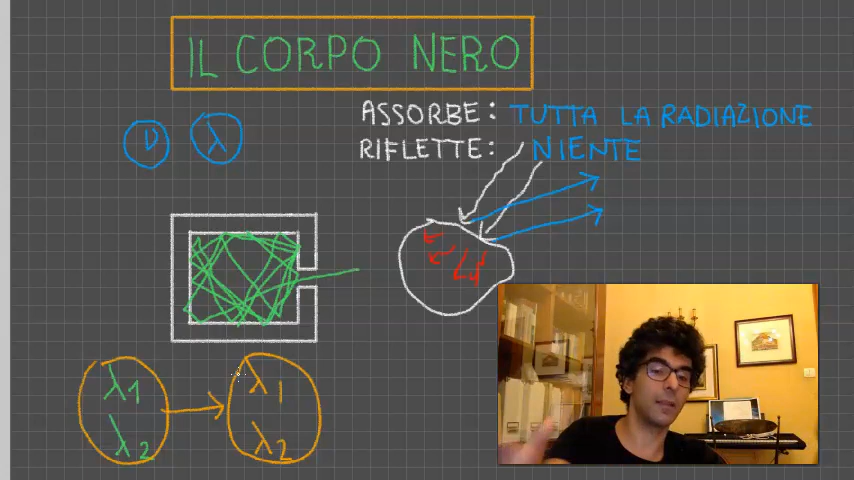 IL CORPO NERO
ASSORBE: TUTTA LA RADIAZIONE
RIFLETTE: NIENTE
ν λ
λ1 λ1
λ2 λ2